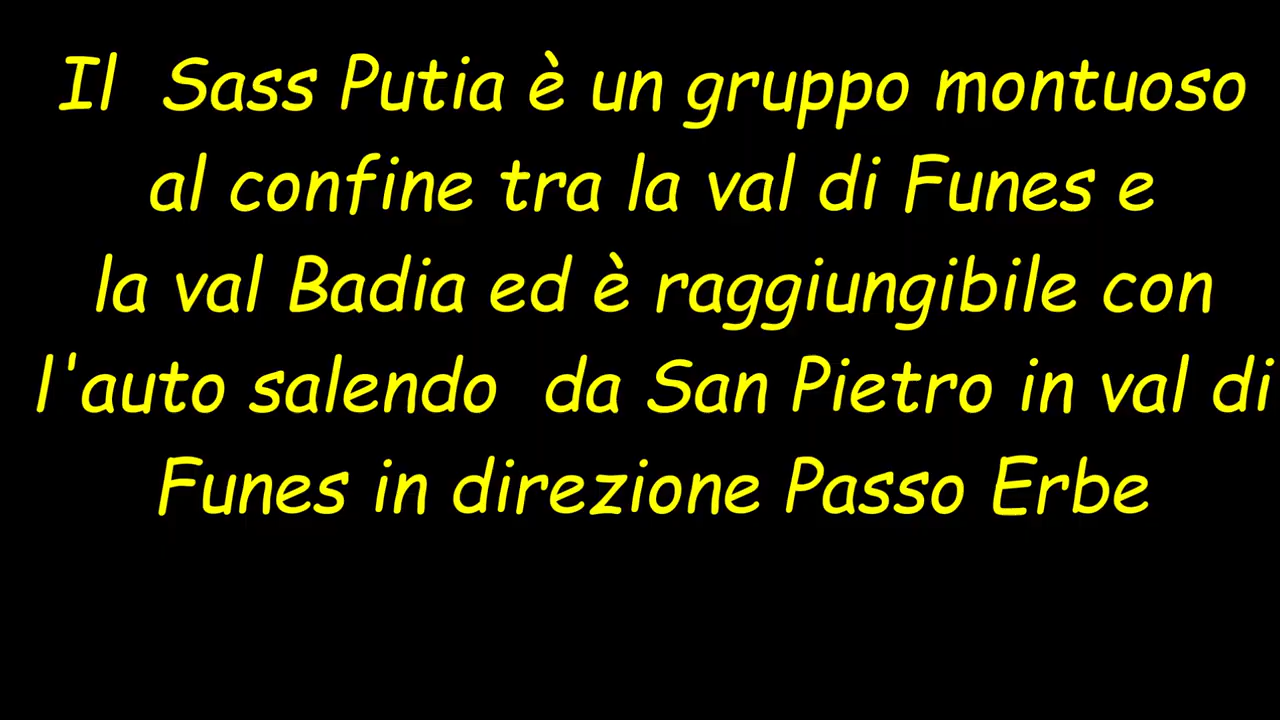 Il  Sass Putia è un gruppo montuoso
al confine tra la val di Funes e
la val Badia ed è raggiungibile con
l'auto salendo  da San Pietro in val di
Funes in direzione Passo Erbe